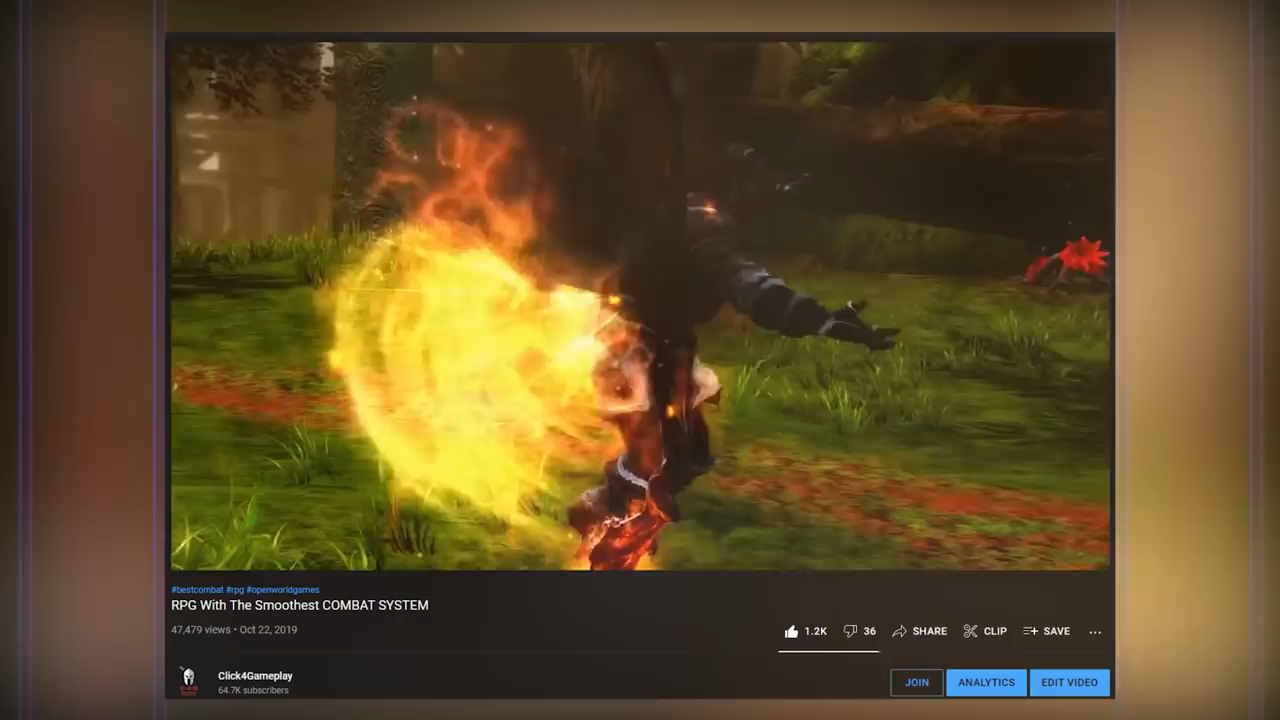 #bestcombat #rpg #openworldgames
RPG With The Smoothest COMBAT SYSTEM
47,479 views • Oct 22, 2019
1.2K 36 SHARE CLIP SAVE ...
Click4Gameplay
64.7K subscribers
JOIN ANALYTICS EDIT VIDEO